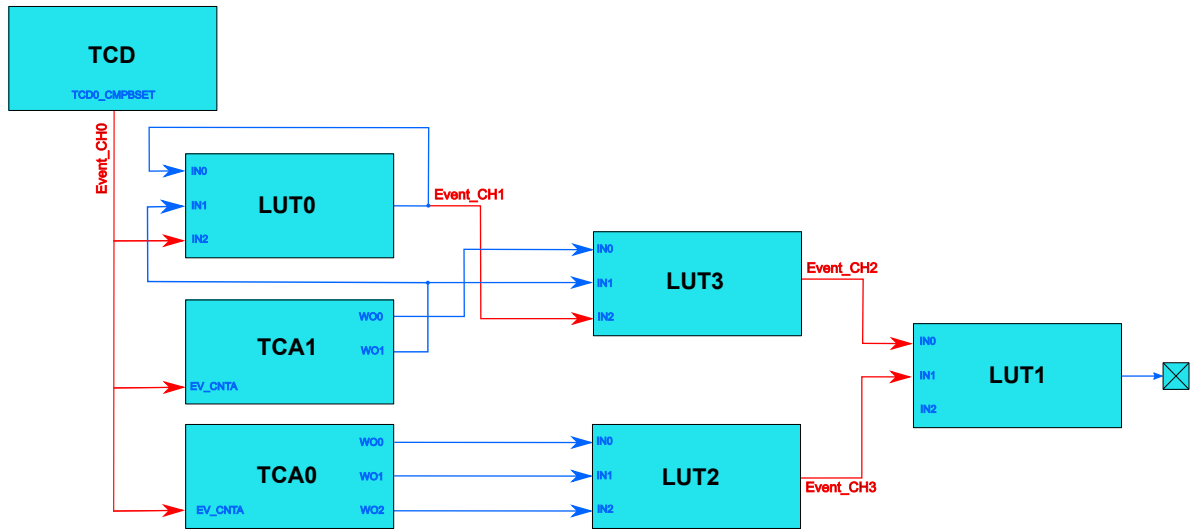 TCD
TCD0_CMPBSET
Event_CH0
IN0
IN1
IN2
LUT0
Event_CH1
WO0
WO1
TCA1
EV_CNTA
WO0
WO1
WO2
TCA0
EV_CNTA
IN0
IN1
IN2
LUT3
Event_CH2
IN0
IN1
IN2
LUT2
Event_CH3
IN0
IN1
IN2
LUT1